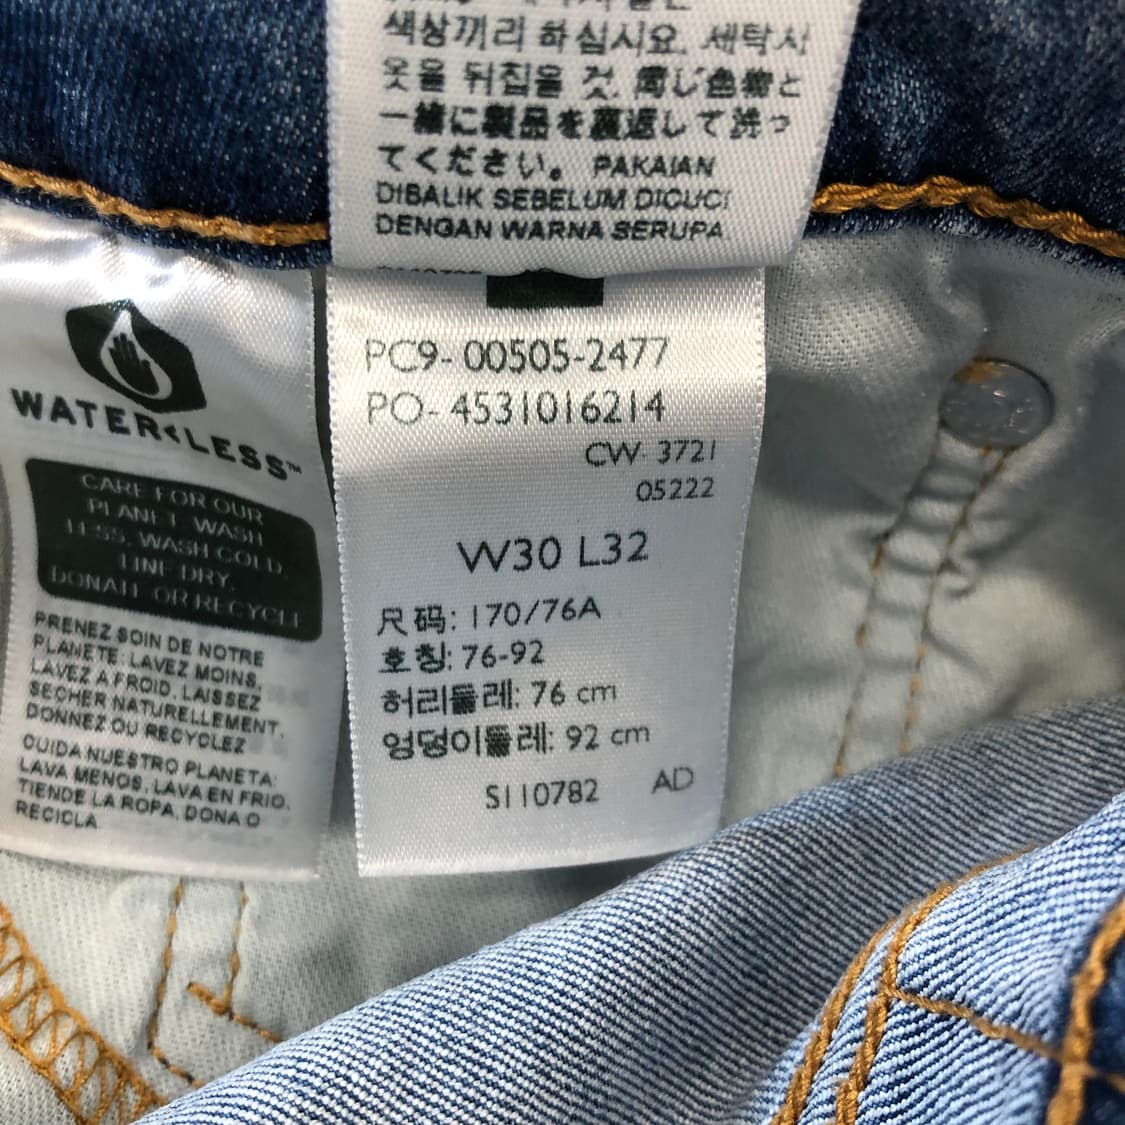 색상끼리 하십시오. 세탁시
옷을 뒤집을 것. 同じ色物と
一緒に製品を裏返して洗っ
てください。 PAKAIAN
DIBALIK SEBELUM DICUCI
DENGAN WARNA SERUPA.
WATER<LESS™
CARE FOR OUR
PLANET: WASH
LESS, WASH COLD,
LINE DRY,
DONATE OR RECYCLE
PRENEZ SOIN DE NOTRE
PLANÈTE: LAVEZ MOINS,
LAVEZ A FROID, LAISSEZ
SÉCHER NATURELLEMENT,
DONNEZ OU RECYCLEZ
CUIDA NUESTRO PLANETA:
LAVA MENOS, LAVA EN FRIO,
TIENDE LA ROPA, DONA O
RECICLA
PC9- 00505-2477
PO- 4531016214
CW- 3721
05222
W30 L32
尺码: 170/76A
호칭: 76-92
허리둘레: 76 cm
엉덩이둘레: 92 cm
S110782 AD